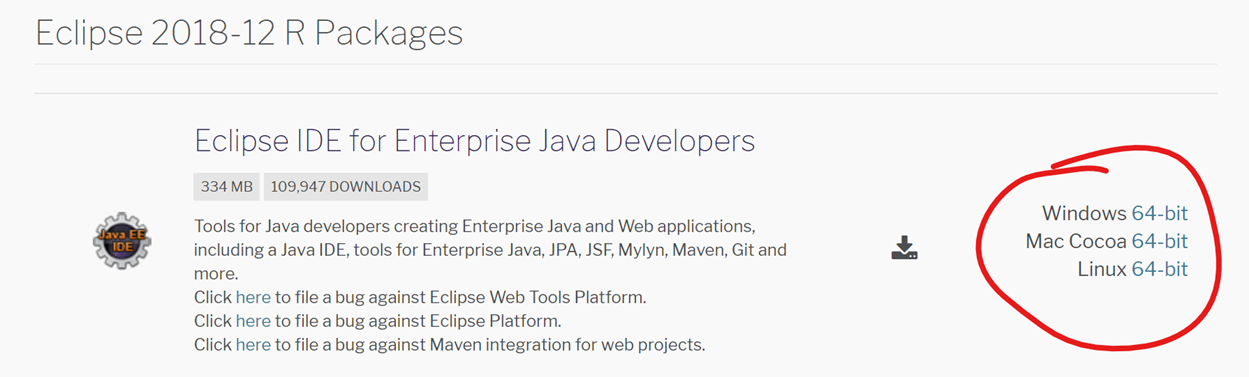 Eclipse 2018-12 R Packages
Eclipse IDE for Enterprise Java Developers
334 MB 109,947 DOWNLOADS
Java EE
IDE
Tools for Java developers creating Enterprise Java and Web applications,
including a Java IDE, tools for Enterprise Java, JPA, JSF, Mylyn, Maven, Git and
more.
Click here to file a bug against Eclipse Web Tools Platform.
Click here to file a bug against Eclipse Platform.
Click here to file a bug against Maven integration for web projects.
Windows 64-bit
Mac Cocoa 64-bit
Linux 64-bit